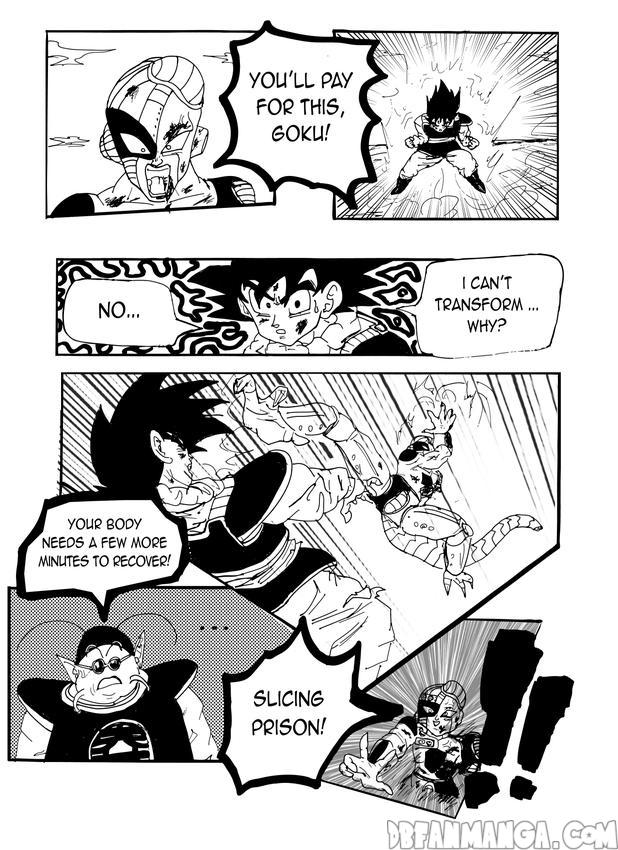 YOU'LL PAY
FOR THIS,
GOKU!
NO...
I CAN'T
TRANSFORM ...
WHY?
YOUR BODY
NEEDS A FEW MORE
MINUTES TO RECOVER!
...
SLICING
PRISON!
!!
DBFANMANGA.COM